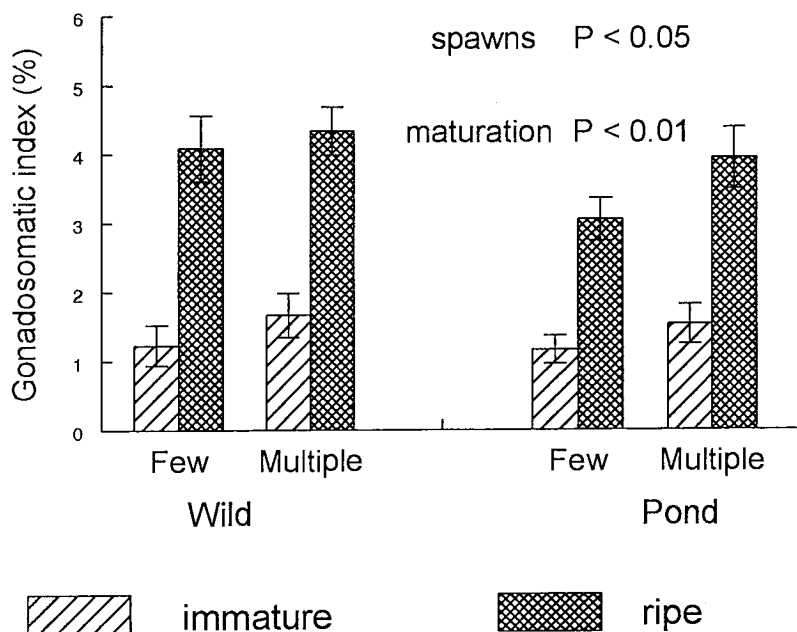 Gonadosomatic index (%)
6
5
4
3
2
1
0
spawns P < 0.05
maturation P < 0.01
Few Multiple Few Multiple
Wild Pond
immature ripe